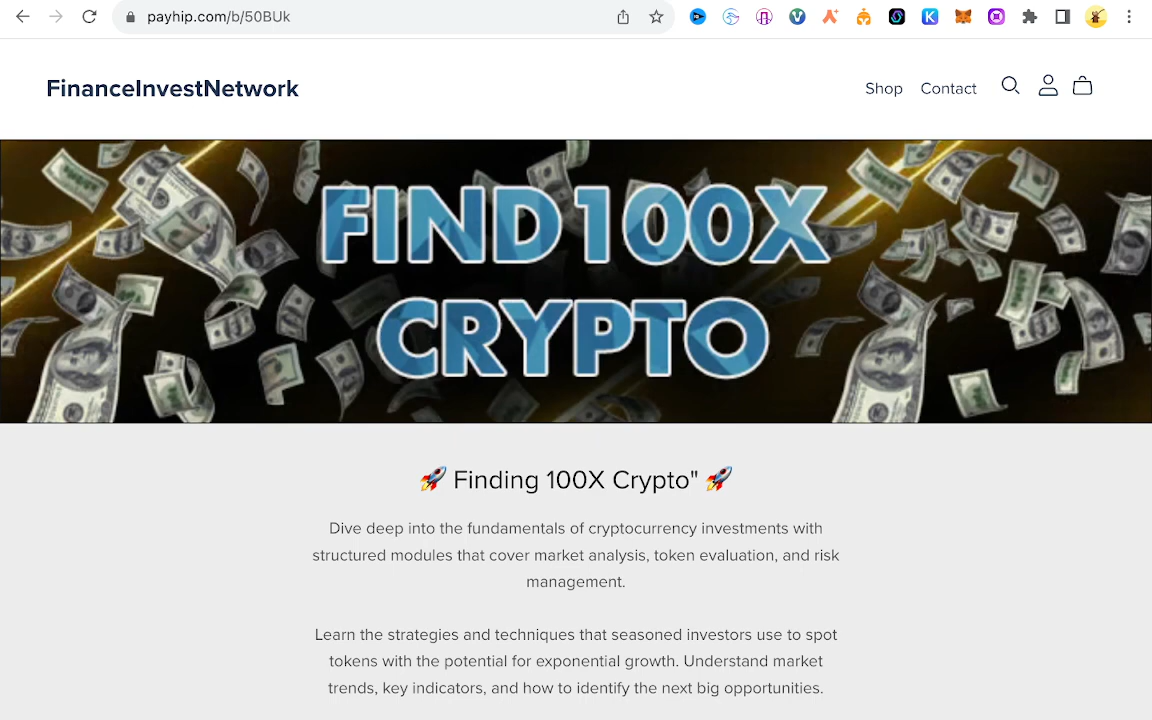 payhip.com/b/50BUk
FinanceInvestNetwork
Shop Contact
FIND 100X
CRYPTO
🚀 Finding 100X Crypto" 🚀
Dive deep into the fundamentals of cryptocurrency investments with
structured modules that cover market analysis, token evaluation, and risk
management.
Learn the strategies and techniques that seasoned investors use to spot
tokens with the potential for exponential growth. Understand market
trends, key indicators, and how to identify the next big opportunities.